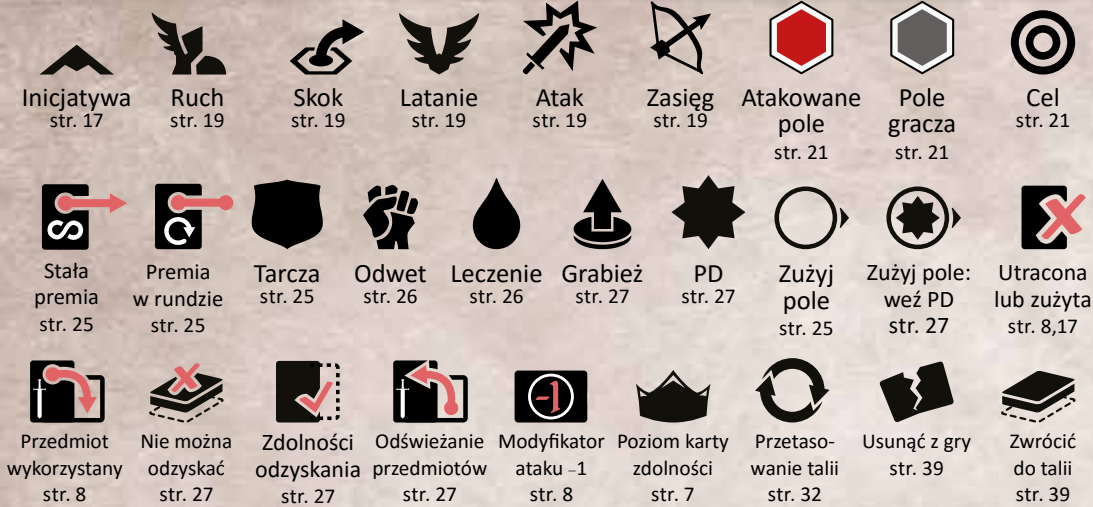 Inicjatywa
str. 17
Ruch
str. 19
Skok
str. 19
Latanie
str. 19
Atak
str. 19
Zasięg
str. 19
Atakowane
pole
str. 21
Pole
gracza
str. 21
Cel
str. 21
Stała
premia
str. 25
Premia
w rundzie
str. 25
Tarcza
str. 25
Odwet
str. 26
Leczenie
str. 26
Grabież
str. 27
PD
str. 27
Zużyj
pole
str. 25
Zużyj pole:
weź PD
str. 27
Utracona
lub zużyta
str. 8,17
Przedmiot
wykorzystany
str. 8
Nie można
odzyskać
str. 27
Zdolności
odzyskania
str. 27
Odświeżanie
przedmiotów
str. 27
-1
Modyfikator
ataku –1
str. 8
Poziom karty
zdolności
str. 7
Przetaso-
wanie talii
str. 32
Usunąć z gry
str. 39
Zwrócić
do talii
str. 39